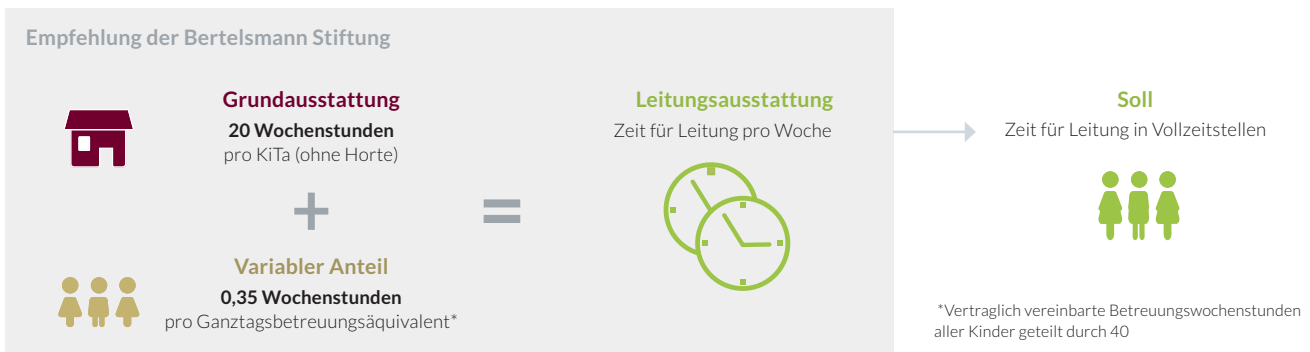 Empfehlung der Bertelsmann Stiftung
Grundausstattung
20 Wochenstunden
pro KiTa (ohne Horte)
+
Variabler Anteil
0,35 Wochenstunden
pro Ganztagsbetreuungsäquivalent*
=
Leitungsausstattung
Zeit für Leitung pro Woche
Soll
Zeit für Leitung in Vollzeitstellen
*Vertraglich vereinbarte Betreuungswochenstunden
aller Kinder geteilt durch 40